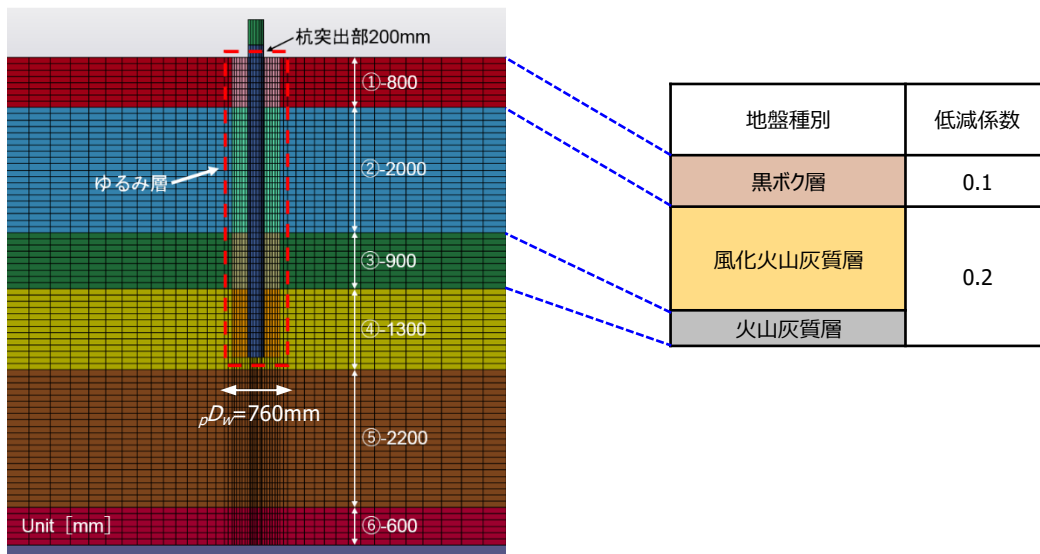 杭突出部200mm
①-800
②-2000
ゆるみ層
③-900
④-1300
pDw=760mm
⑤-2200
Unit［mm］
⑥-600
地盤種別 低減係数
黒ボク層 0.1
風化火山灰質層 0.2
火山灰質層